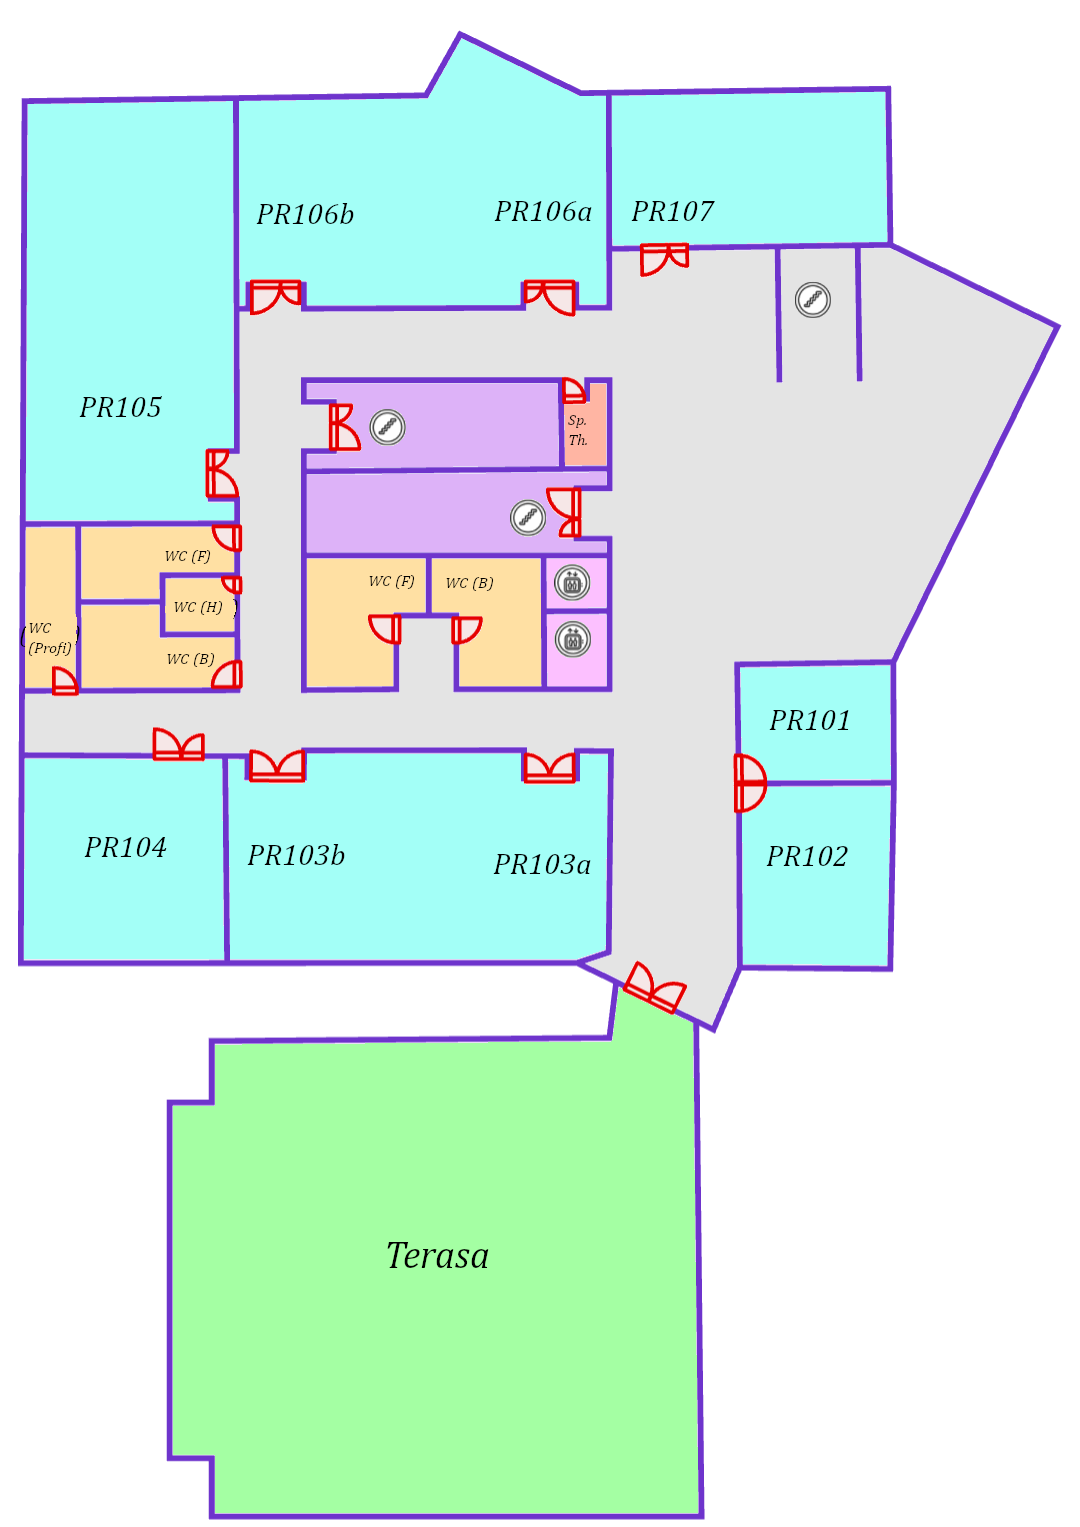 PR106b
PR106a
PR107
PR105
Sp.
Th.
WC (F)
WC (F)
WC (B)
WC (H)
WC
(Profi)
WC (B)
PR101
PR104
PR103b
PR103a
PR102
Terasa